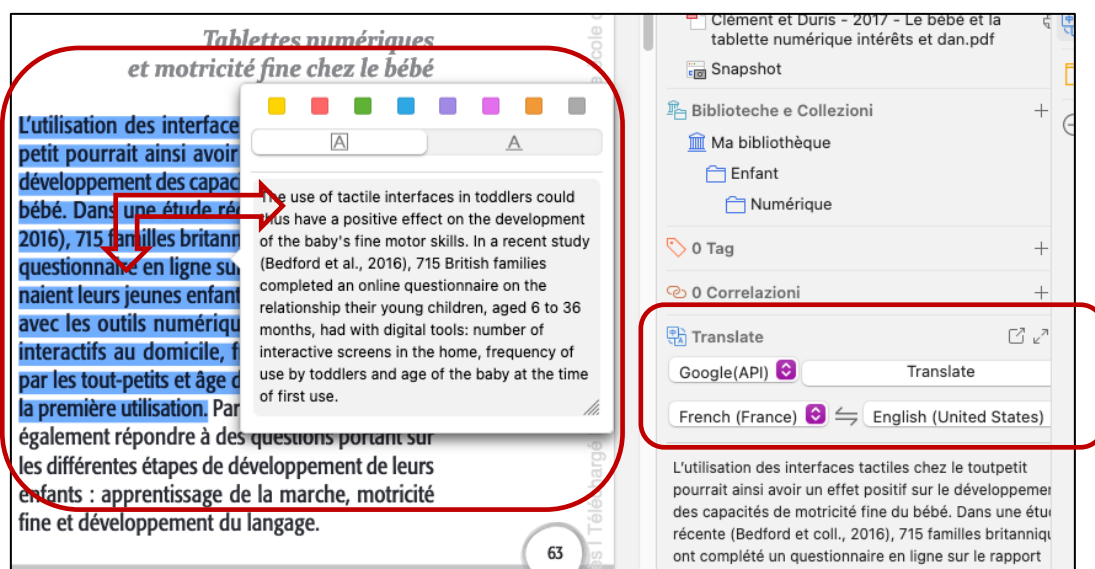 Tablettes numériques
et motricité fine chez le bébé
L'utilisation des interface
petit pourrait ainsi avoir
développement des capac
bébé. Dans une étude réc
2016), 715 familles britann
questionnaire en ligne sur
naient leurs jeunes enfant
avec les outils numériqu
interactifs au domicile, f
par les tout-petits et âge d
la première utilisation. Par
également répondre à des questions portant sur
les différentes étapes de développement de leurs
enfants : apprentissage de la marche, motricité
fine et développement du langage.
63
A
A
The use of tactile interfaces in toddlers could
thus have a positive effect on the development
of the baby's fine motor skills. In a recent study
(Bedford et al., 2016), 715 British families
completed an online questionnaire on the
relationship their young children, aged 6 to 36
months, had with digital tools: number of
interactive screens in the home, frequency of
use by toddlers and age of the baby at the time
of first use.
Téléchargé
Clément et Duris - 2017 - Le bébé et la
tablette numérique intérêts et dan.pdf
Snapshot
Biblioteche e Collezioni
Ma bibliothèque
Enfant
Numérique
0 Tag
0 Correlazioni
Translate
Google(API) Translate
French (France) English (United States)
L'utilisation des interfaces tactiles chez le toutpetit
pourrait ainsi avoir un effet positif sur le développemen
des capacités de motricité fine du bébé. Dans une étu
récente (Bedford et coll., 2016), 715 familles britanniqu
ont complété un questionnaire en ligne sur le rapport